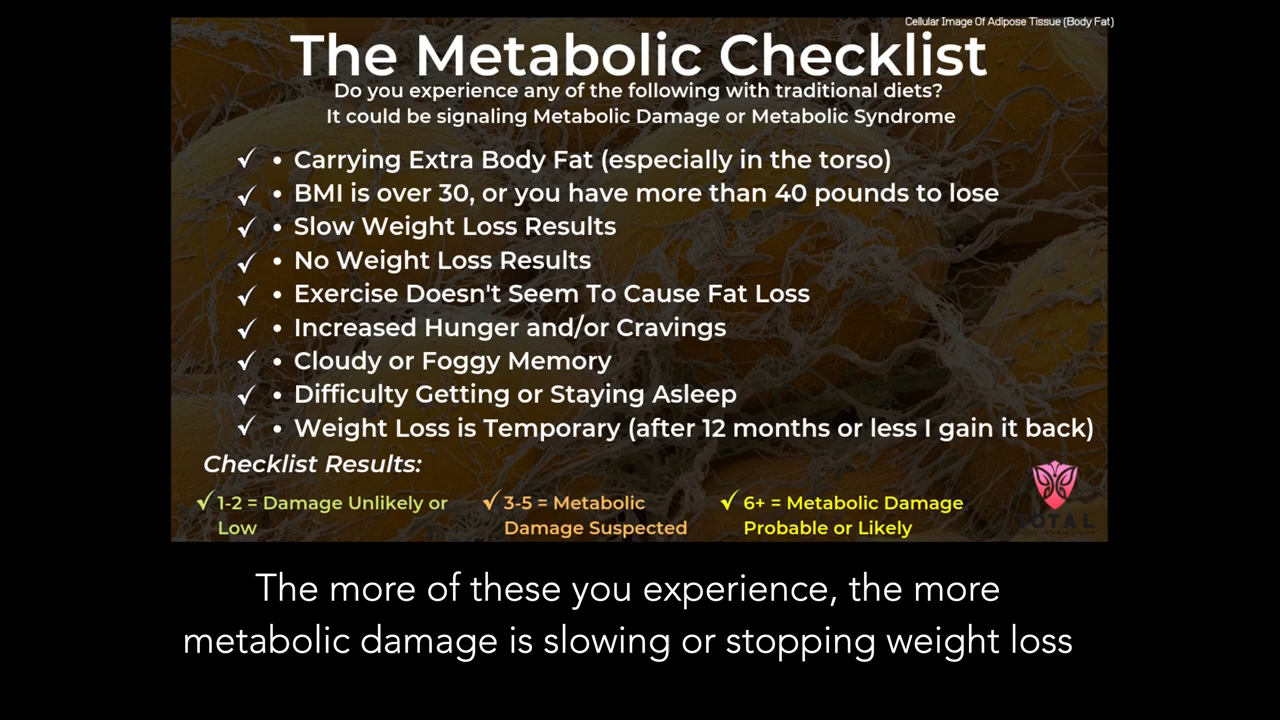 Cellular Image Of Adipose Tissue (Body Fat)
The Metabolic Checklist
Do you experience any of the following with traditional diets?
It could be signaling Metabolic Damage or Metabolic Syndrome
✓ • Carrying Extra Body Fat (especially in the torso)
✓ • BMI is over 30, or you have more than 40 pounds to lose
✓ • Slow Weight Loss Results
✓ • No Weight Loss Results
✓ • Exercise Doesn't Seem To Cause Fat Loss
✓ • Increased Hunger and/or Cravings
✓ • Cloudy or Foggy Memory
✓ • Difficulty Getting or Staying Asleep
✓ • Weight Loss is Temporary (after 12 months or less I gain it back)
Checklist Results:
✓ 1-2 = Damage Unlikely or
Low
✓ 3-5 = Metabolic
Damage Suspected
✓ 6+ = Metabolic Damage
Probable or Likely
TOTAL
The more of these you experience, the more
metabolic damage is slowing or stopping weight loss